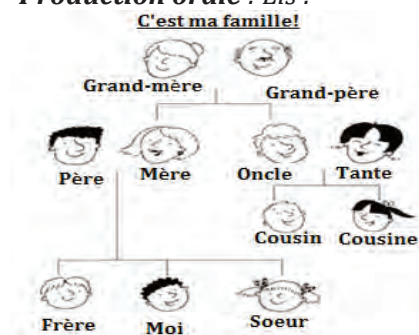 Production orale : Lis :
C'est ma famille!
Grand-mère
Grand-père
Père Mère Oncle Tante
Cousin Cousine
Frère Moi Soeur